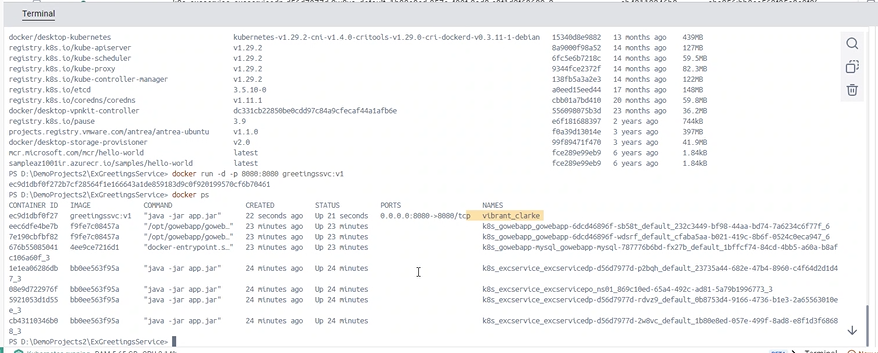 Terminal
docker/desktop-kubernetes kubernetes-v1.29.2-cni-v1.4.0-critools-v1.29.0-cri-dockerd-v0.3.11-1-debian 15340d8e9882 13 months ago 439MB
registry.k8s.io/kube-apiserver v1.29.2 8a9000f98a52 14 months ago 127MB
registry.k8s.io/kube-scheduler v1.29.2 6fc5e6b7218c 14 months ago 59.5MB
registry.k8s.io/kube-proxy v1.29.2 9344fce2372f 14 months ago 82.3MB
registry.k8s.io/kube-controller-manager v1.29.2 138fb5a3a2e3 14 months ago 122MB
registry.k8s.io/etcd 3.5.10-0 a0eed15eed44 17 months ago 148MB
registry.k8s.io/coredns/coredns v1.11.1 cbb01a7bd410 20 months ago 59.8MB
docker/desktop-vpnkit-controller dc331cb22850be0cdd97c84a9cfecaf44a1afb6e 556098075b3d 23 months ago 36.2MB
registry.k8s.io/pause 3.9 e6f181688397 2 years ago 744kB
projects.registry.vmware.com/antrea/antrea-ubuntu v1.1.0 f0a39d13014e 3 years ago 397MB
docker/desktop-storage-provisioner v2.0 99f89471f470 3 years ago 41.9MB
mcr.microsoft.com/mcr/hello-world latest fce289e99eb9 6 years ago 1.84kB
sampleaz1001ir.azurecr.io/samples/hello-world latest fce289e99eb9 6 years ago 1.84kB
PS D:\DemoProjects2\ExGreetingsService> docker run -d -p 8080:8080 greetingssvc:v1
ec9d1dbf0f272b7cf28564f1e166643a1de859183d9c0f920199570cf6b70461
PS D:\DemoProjects2\ExGreetingsService> docker ps
CONTAINER ID IMAGE COMMAND CREATED STATUS PORTS NAMES
ec9d1dbf0f27 greetingssvc:v1 "java -jar app.jar" 22 seconds ago Up 21 seconds 0.0.0.0:8080->8080/tcp vibrant_clarke
eec6dfe4be7b f9fe7c08457a "/opt/gowebapp/goweb…" 23 minutes ago Up 23 minutes k8s_gowebapp_gowebapp-6dcd46896f-sb58t_default_232c3449-bf98-44aa-bd74-7a6234c6f77f_6
7e190cbfbf82 f9fe7c08457a "/opt/gowebapp/goweb…" 23 minutes ago Up 23 minutes k8s_gowebapp_gowebapp-6dcd46896f-wdsrf_default_cfaba5aa-b021-419c-8b6f-0524c0eca947_6
676b55085041 4ee9ce7216d1 "docker-entrypoint.s…" 23 minutes ago Up 23 minutes k8s_gowebapp-mysql_gowebapp-mysql-787776b6bd-fx27b_default_1bffcf74-84cd-4bb5-a60a-b8af
c106a60f_3
1e1ea06286db bb0ee563f95a "java -jar app.jar" 24 minutes ago Up 24 minutes k8s_excservice_excservicedp-d56d7977d-p2bqh_default_23735a44-682e-47b4-8960-c4f64d2d1d4
7_3
08e9d722976f bb0ee563f95a "java -jar app.jar" 24 minutes ago Up 24 minutes k8s_excservice_excservicepo_ns01_869c10ed-65a4-492c-ad81-5a79b1996773_3
5921053d1d55 bb0ee563f95a "java -jar app.jar" 24 minutes ago Up 24 minutes k8s_excservice_excservicedp-d56d7977d-rdvz9_default_0b8753d4-9166-4736-b1e3-2a65563010e
e_3
cb43110346b0 bb0ee563f95a "java -jar app.jar" 24 minutes ago Up 24 minutes k8s_excservice_excservicedp-d56d7977d-2w8vc_default_1b80e8ed-057e-499f-8ad8-e8f1d3f6868
8_3
PS D:\DemoProjects2\ExGreetingsService>